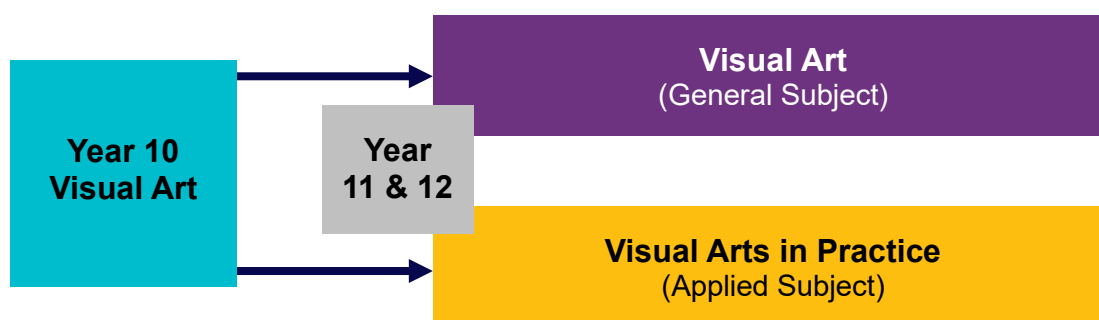 Year 10
Visual Art
Year
11 & 12
Visual Art
(General Subject)
Visual Arts in Practice
(Applied Subject)